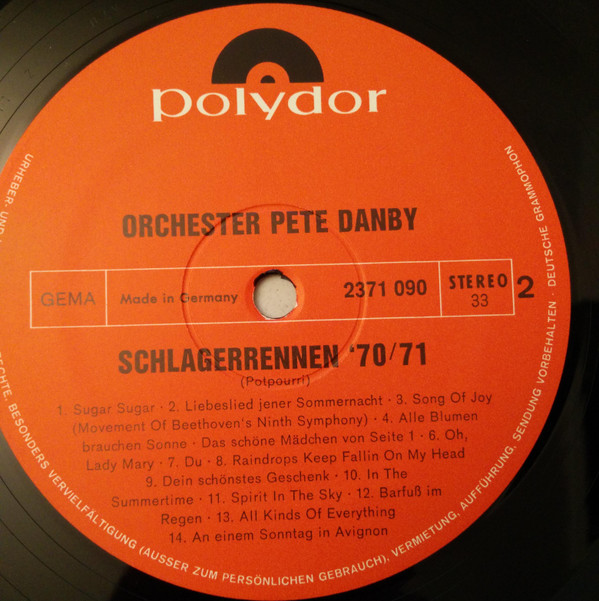 polydor
ORCHESTER PETE DANBY
GEMA
Made in Germany
2371 090
STEREO
33
2
SCHLAGERRENNEN '70/71
(Potpourri)
1. Sugar Sugar · 2. Liebeslied jener Sommernacht · 3. Song Of Joy
(Movement Of Beethoven's Ninth Symphony) · 4. Alle Blumen
brauchen Sonne · Das schöne Mädchen von Seite 1 · 6. Oh,
Lady Mary · 7. Du · 8. Raindrops Keep Fallin On My Head
9. Dein schönstes Geschenk · 10. In The
Summertime · 11. Spirit In The Sky · 12. Barfuß im
Regen · 13. All Kinds Of Everything
14. An einem Sonntag in Avignon
URHEBER- UND
RECHTE, BESONDERS VERVIELFÄLTIGUNG (AUSSER ZUM PERSÖNLICHEN GEBRAUCH), VERMIETUNG, AUFFÜHRUNG, SENDUNG VORBEHALTEN · DEUTSCHE GRAMMOPHON